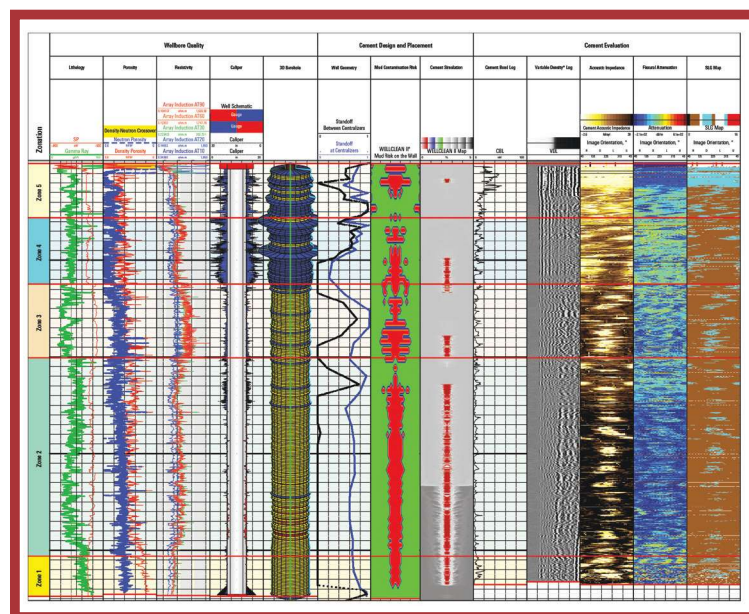 Wellbore Quality
Cement Design and Placement
Cement Evaluation
Lithology
Porosity
Resistivity
Caliper
3D Borehole
Wall Geometry
Mud Contamination Risk
Cement Simulation
Cement Bond Log
Variable Density* Log
Acoustic Impedance
Flexural Attenuation
SLG Map
Zonation
SP
Gamma Ray
Density-Neutron Crossover
Neutron Porosity
Density Porosity
Array Induction AT90
Array Induction AT60
Array Induction AT30
Array Induction AT20
Array Induction AT10
Well Schematic
Gauge
Gauge
Caliper
Caliper
Standoff
Between Centralizers
Standoff
at Centralizers
WELLCLEAN II*
Mud Risk on the Wall
WELLCLEAN II Map
CBL
VDL
Cement Acoustic Impedance
Image Orientation, °
Attenuation
Image Orientation, °
SLG Map
Image Orientation, °
Zone 5
Zone 4
Zone 3
Zone 2
Zone 1